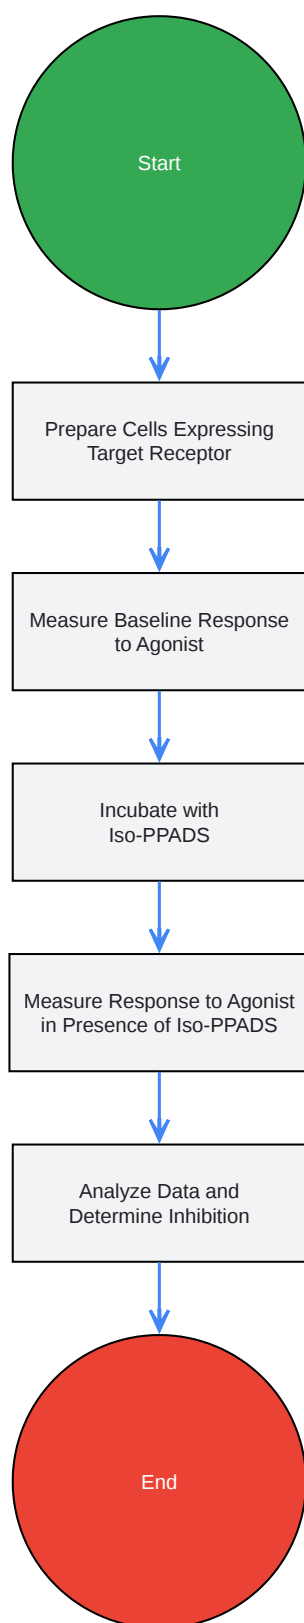 Start
Prepare Cells Expressing
Target Receptor
Measure Baseline Response
to Agonist
Incubate with
Iso-PPADS
Measure Response to Agonist
in Presence of Iso-PPADS
Analyze Data and
Determine Inhibition
End